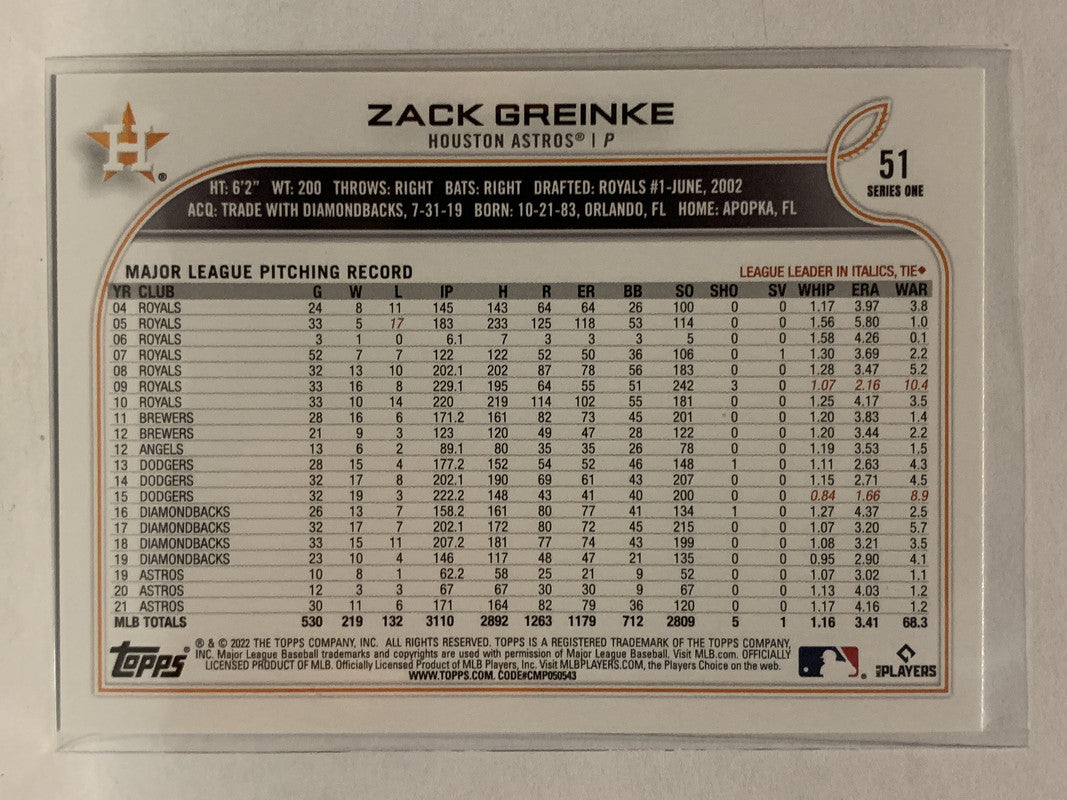 ZACK GREINKE
HOUSTON ASTROS® | P
H ®
51
SERIES ONE
HT: 6'2" WT: 200 THROWS: RIGHT BATS: RIGHT DRAFTED: ROYALS #1-JUNE, 2002
ACQ: TRADE WITH DIAMONDBACKS, 7-31-19 BORN: 10-21-83, ORLANDO, FL HOME: APOPKA, FL
MAJOR LEAGUE PITCHING RECORD LEAGUE LEADER IN ITALICS, TIE◆
YR CLUB G W L IP H R ER BB SO SHO SV WHIP ERA WAR
04 ROYALS 24 8 11 145 143 64 64 26 100 0 0 1.17 3.97 3.8
05 ROYALS 33 5 17 183 233 125 118 53 114 0 0 1.56 5.80 1.0
06 ROYALS 3 1 0 6.1 7 3 3 3 5 0 0 1.58 4.26 0.1
07 ROYALS 52 7 7 122 122 52 50 36 106 0 1 1.30 3.69 2.2
08 ROYALS 32 13 10 202.1 202 87 78 56 183 0 0 1.28 3.47 5.2
09 ROYALS 33 16 8 229.1 195 64 55 51 242 3 0 1.07 2.16 10.4
10 ROYALS 33 10 14 220 219 114 102 55 181 0 0 1.25 4.17 3.5
11 BREWERS 28 16 6 171.2 161 82 73 45 201 0 0 1.20 3.83 1.4
12 BREWERS 21 9 3 123 120 49 47 28 122 0 0 1.20 3.44 2.2
12 ANGELS 13 6 2 89.1 80 35 35 26 78 0 0 1.19 3.53 1.5
13 DODGERS 28 15 4 177.2 152 54 52 46 148 1 0 1.11 2.63 4.3
14 DODGERS 32 17 8 202.1 190 69 61 43 207 0 0 1.15 2.71 4.5
15 DODGERS 32 19 3 222.2 148 43 41 40 200 0 0 0.84 1.66 8.9
16 DIAMONDBACKS 26 13 7 158.2 161 80 77 41 134 1 0 1.27 4.37 2.5
17 DIAMONDBACKS 32 17 7 202.1 172 80 72 45 215 0 0 1.07 3.20 5.7
18 DIAMONDBACKS 33 15 11 207.2 181 77 74 43 199 0 0 1.08 3.21 3.5
19 DIAMONDBACKS 23 10 4 146 117 48 47 21 135 0 0 0.95 2.90 4.1
19 ASTROS 10 8 1 62.2 58 25 21 9 52 0 0 1.07 3.02 1.1
20 ASTROS 12 3 3 67 67 30 30 9 67 0 0 1.13 4.03 1.2
21 ASTROS 30 11 6 171 164 82 79 36 120 0 0 1.17 4.16 1.2
MLB TOTALS 530 219 132 3110 2892 1263 1179 712 2809 5 1 1.16 3.41 68.3
topps®
® & © 2022 THE TOPPS COMPANY, INC. ALL RIGHTS RESERVED. TOPPS IS A REGISTERED TRADEMARK OF THE TOPPS COMPANY,
INC. Major League Baseball trademarks and copyrights are used with permission of Major League Baseball. Visit MLB.com. OFFICIALLY
LICENSED PRODUCT OF MLB. Officially Licensed Product of MLB Players, Inc. Visit MLBPLAYERS.COM, the Players Choice on the web.
WWW.TOPPS.COM. CODE#CMP050543
MLB PLAYERS